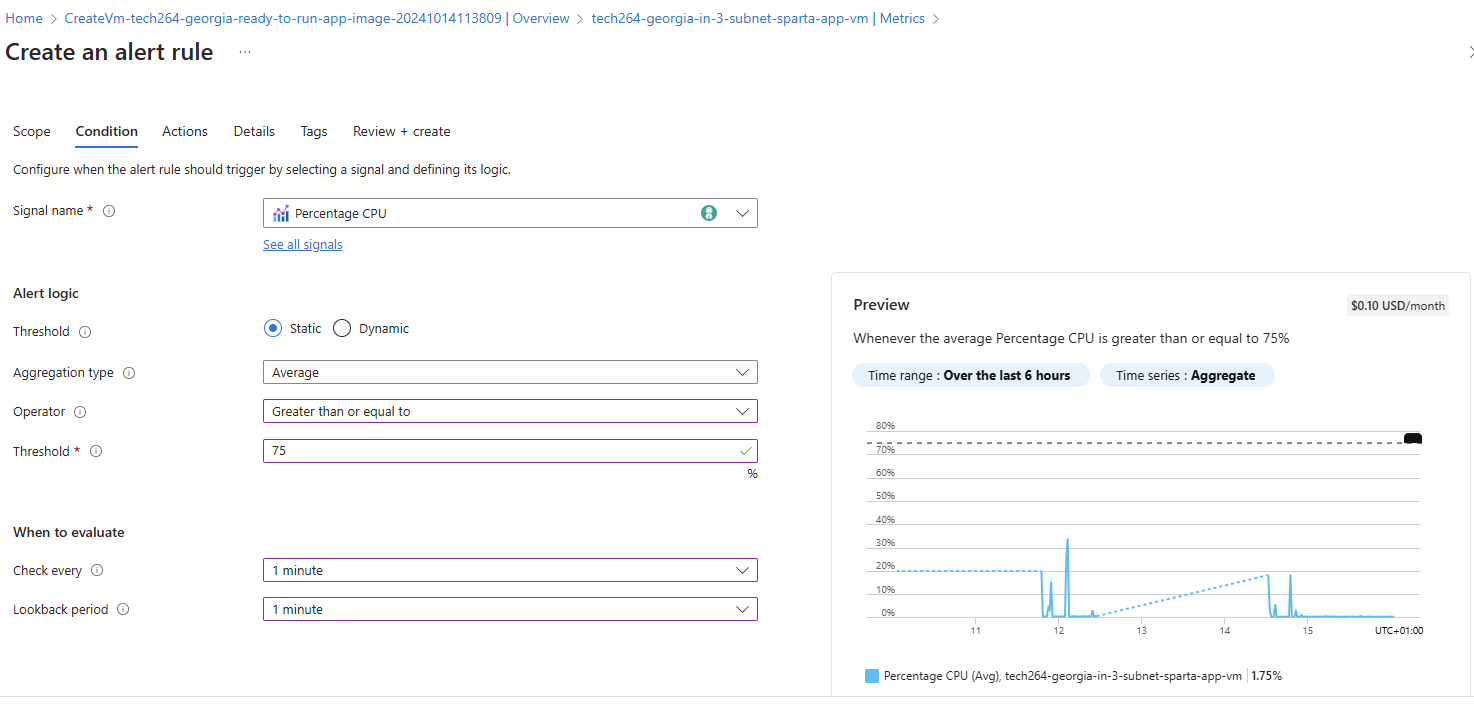 Home > CreateVm-tech264-georgia-ready-to-run-app-image-20241014113809 | Overview > tech264-georgia-in-3-subnet-sparta-app-vm | Metrics >
Create an alert rule ...
Scope Condition Actions Details Tags Review + create
Configure when the alert rule should trigger by selecting a signal and defining its logic.
Signal name * Percentage CPU
See all signals
Alert logic
Threshold Static Dynamic
Aggregation type Average
Operator Greater than or equal to
Threshold * 75
%
When to evaluate
Check every 1 minute
Lookback period 1 minute
Preview $0.10 USD/month
Whenever the average Percentage CPU is greater than or equal to 75%
Time range : Over the last 6 hours Time series : Aggregate
80%
70%
60%
50%
40%
30%
20%
10%
0%
11 12 13 14 15 UTC+01:00
Percentage CPU (Avg), tech264-georgia-in-3-subnet-sparta-app-vm | 1.75%